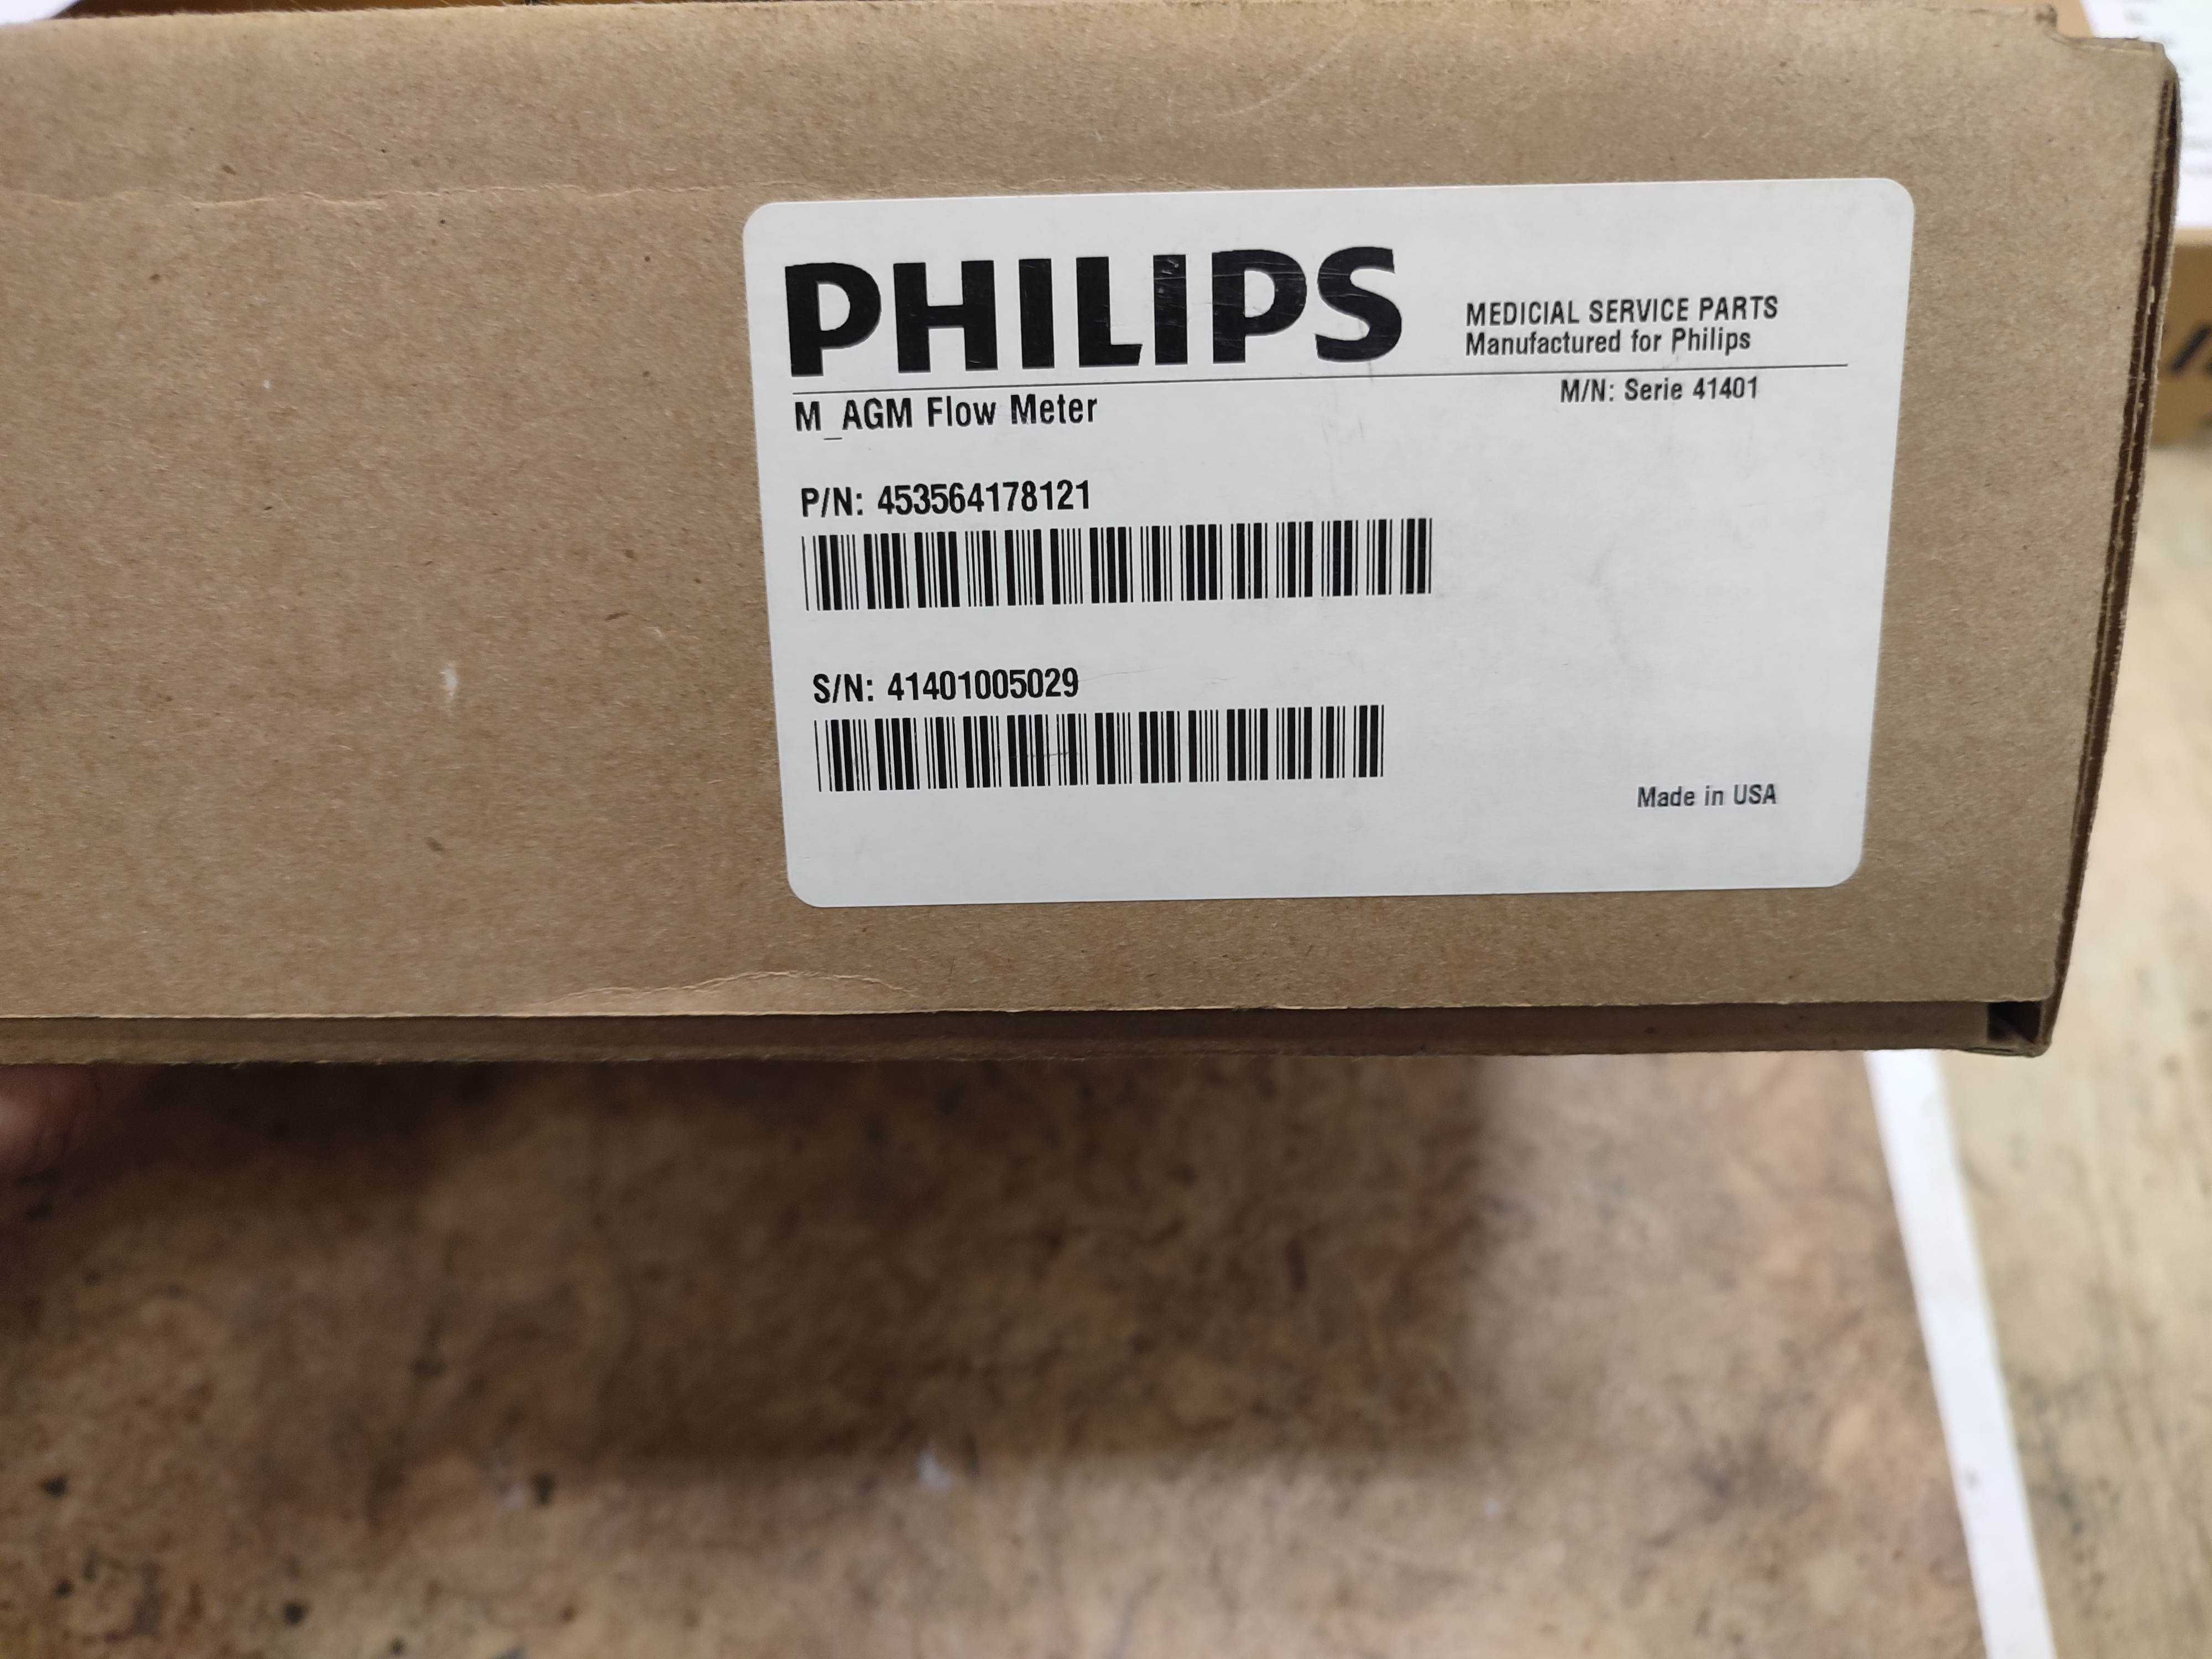 PHILIPS
MEDICIAL SERVICE PARTS
Manufactured for Philips
M_AGM Flow Meter
M/N: Serie 41401
P/N: 453564178121
S/N: 41401005029
Made in USA